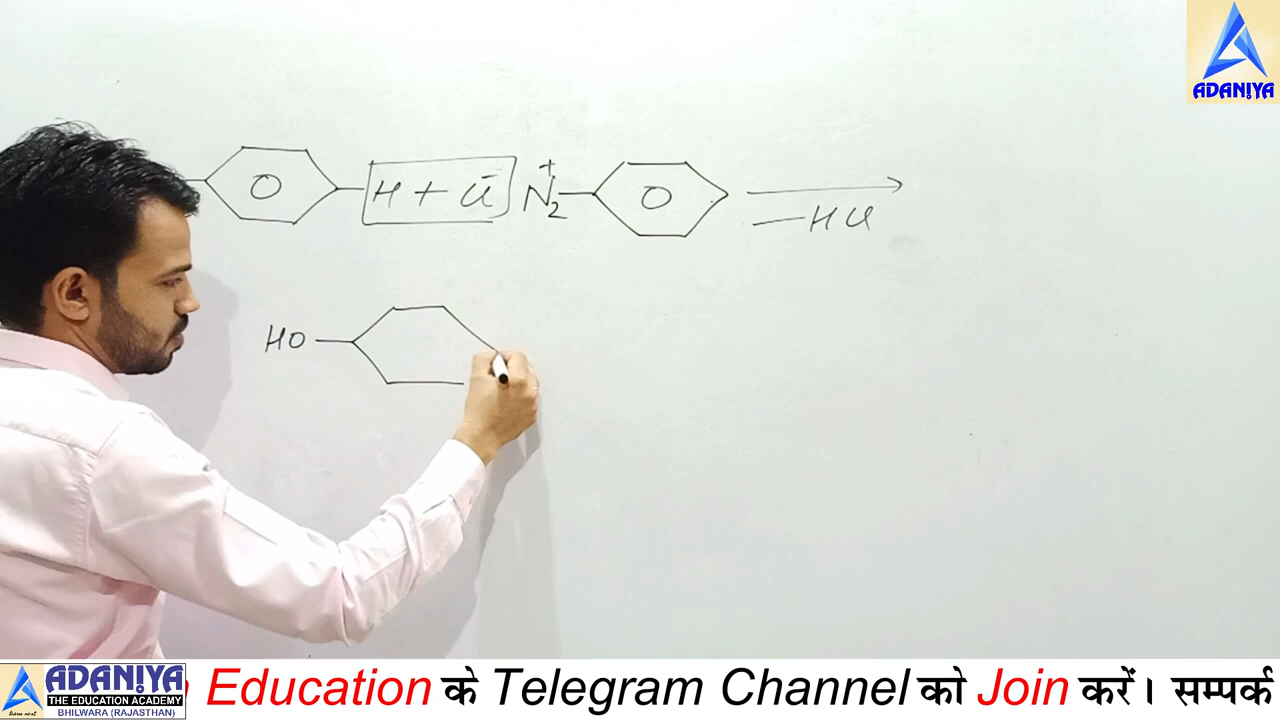 ADANIYA
H + Cl⁻ N₂⁺
—HCl
HO
ADANIYA
THE EDUCATION ACADEMY
BHILWARA (RAJASTHAN)
Education के Telegram Channel को Join करें। सम्पर्क